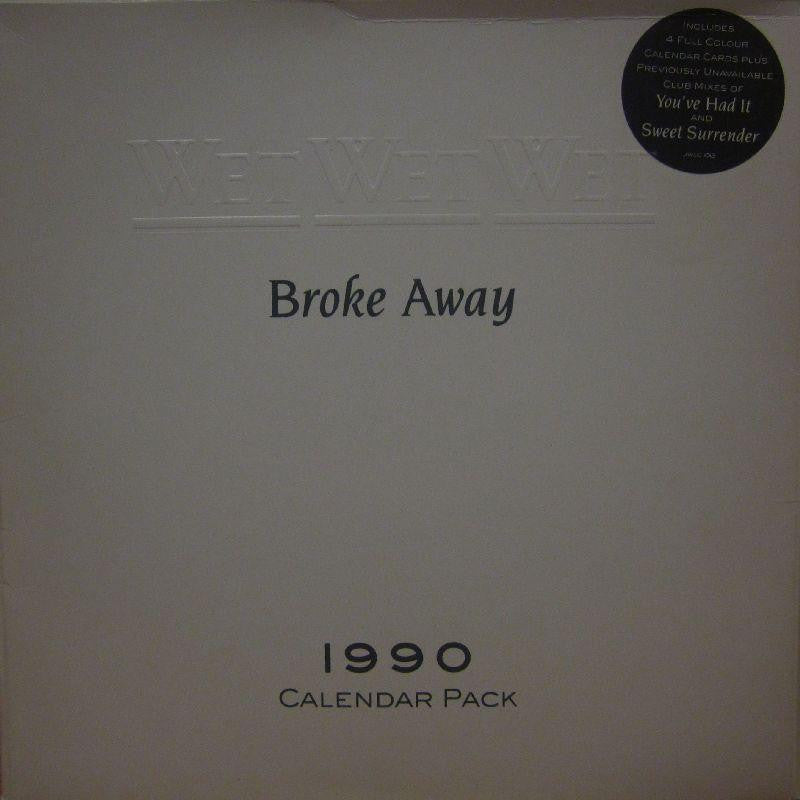 INCLUDES
4 FULL COLOUR
CALENDAR CARDS PLUS
PREVIOUSLY UNAVAILABLE
CLUB MIXES OF
You've Had It
AND
Sweet Surrender
WET WET WET
Broke Away
1990
CALENDAR PACK